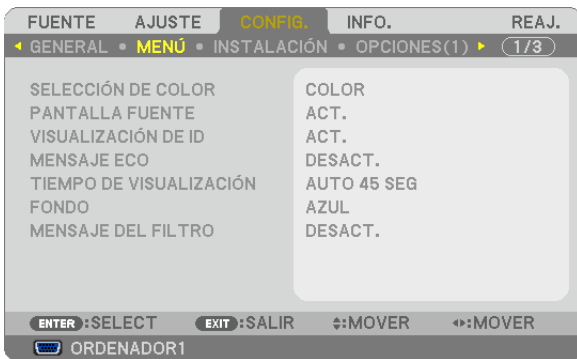 FUENTE AJUSTE CONFIG. INFO. REAJ.
GENERAL • MENÚ • INSTALACIÓN • OPCIONES(1) 1/3
SELECCIÓN DE COLOR COLOR
PANTALLA FUENTE ACT.
VISUALIZACIÓN DE ID ACT.
MENSAJE ECO DESACT.
TIEMPO DE VISUALIZACIÓN AUTO 45 SEG
FONDO AZUL
MENSAJE DEL FILTRO DESACT.
ENTER :SELECT EXIT :SALIR :MOVER :MOVER
ORDENADOR1